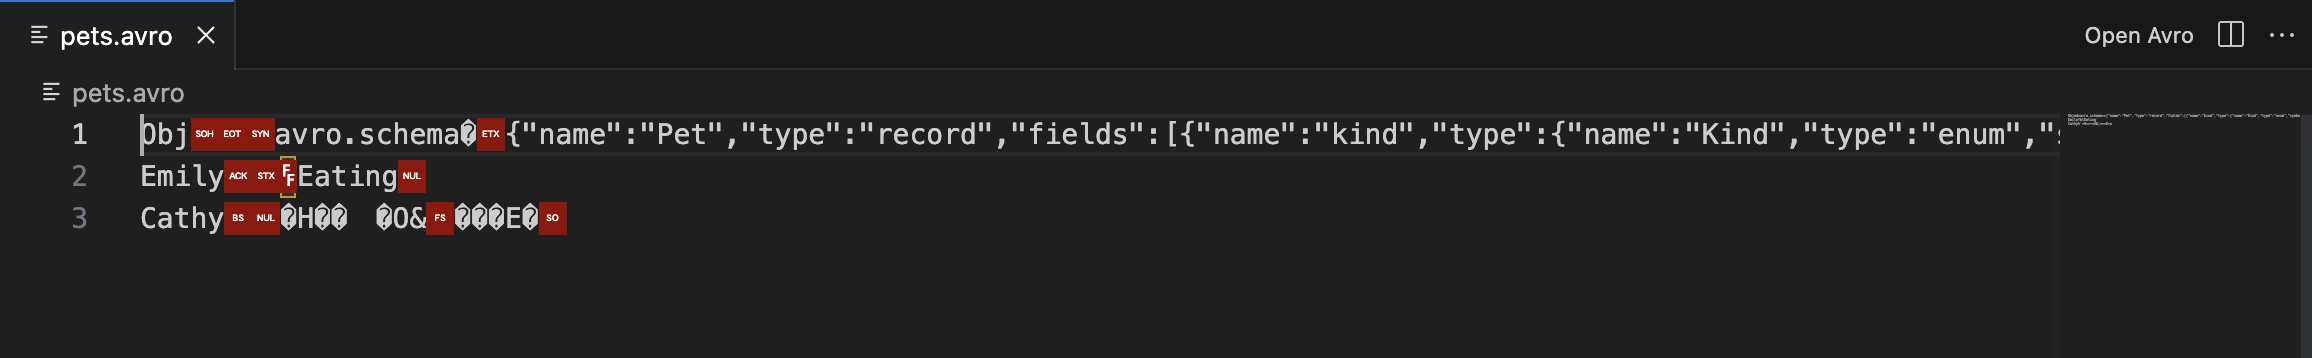 pets.avro
Open Avro
pets.avro
1 Obj SOH EOT SYN avro.schema� ETX {"name":"Pet","type":"record","fields":[{"name":"kind","type":{"name":"Kind","type":"enum","s
2 Emily ACK STX FF Eating NUL
3 Cathy BS NUL �H�� �O& FS ���E� SO